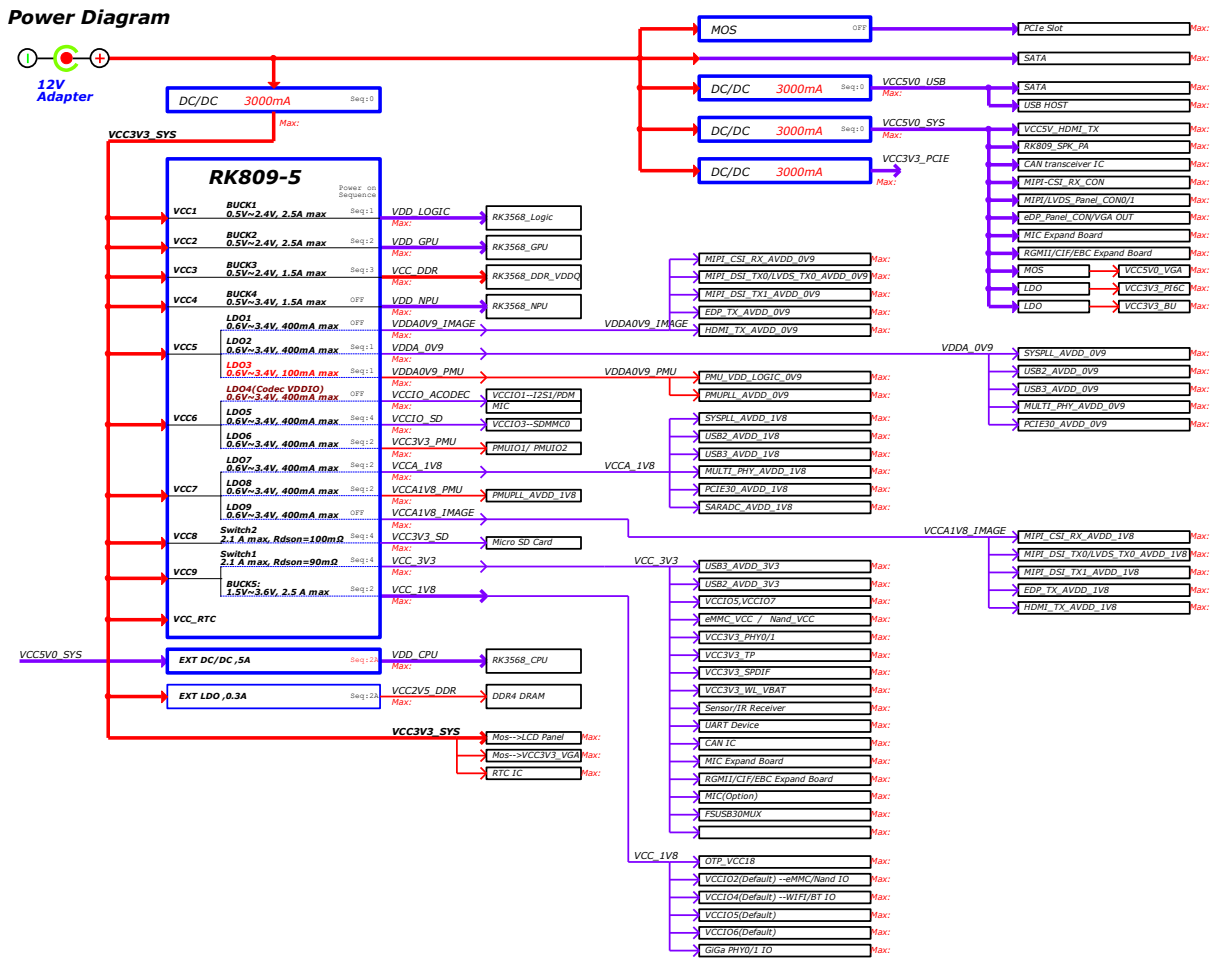 Power Diagram
12V
Adapter
DC/DC 3000mA Seq:0
Max:
VCC3V3_SYS
MOS OFF
PCIe Slot Max:
SATA Max:
DC/DC 3000mA Seq:0
VCC5V0_USB
Max:
SATA Max:
USB HOST Max:
DC/DC 3000mA Seq:0
VCC5V0_SYS
Max:
VCC5V_HDMI_TX Max:
RK809_SPK_PA Max:
CAN transceiver IC Max:
MIPI-CSI_RX_CON Max:
MIPI/LVDS_Panel_CON0/1 Max:
eDP_Panel_CON/VGA OUT Max:
MIC Expand Board Max:
RGMII/CIF/EBC Expand Board Max:
MOS VCC5V0_VGA Max:
LDO VCC3V3_PI6C Max:
LDO VCC3V3_BU Max:
DC/DC 3000mA
VCC3V3_PCIE
Max:
RK809-5
Power on
Sequence
VCC1
BUCK1
0.5V~2.4V, 2.5A max Seq:1
VDD_LOGIC
Max:
RK3568_Logic
VCC2
BUCK2
0.5V~2.4V, 2.5A max Seq:2
VDD_GPU
Max:
RK3568_GPU
VCC3
BUCK3
0.5V~2.4V, 1.5A max Seq:3
VCC_DDR
Max:
RK3568_DDR_VDDQ
VCC4
BUCK4
0.5V~3.4V, 1.5A max OFF
VDD_NPU
Max:
RK3568_NPU
VCC5
LDO1
0.6V~3.4V, 400mA max OFF
VDDA0V9_IMAGE
Max:
VDDA0V9_IMAGE
MIPI_CSI_RX_AVDD_0V9 Max:
MIPI_DSI_TX0/LVDS_TX0_AVDD_0V9 Max:
MIPI_DSI_TX1_AVDD_0V9 Max:
EDP_TX_AVDD_0V9 Max:
HDMI_TX_AVDD_0V9 Max:
LDO2
0.6V~3.4V, 400mA max Seq:1
VDDA_0V9
Max:
VDDA_0V9
SYSPLL_AVDD_0V9 Max:
USB2_AVDD_0V9 Max:
USB3_AVDD_0V9 Max:
MULTI_PHY_AVDD_0V9 Max:
PCIE30_AVDD_0V9 Max:
LDO3
0.6V~3.4V, 100mA max Seq:1
VDDA0V9_PMU
Max:
VDDA0V9_PMU
PMU_VDD_LOGIC_0V9 Max:
PMUPLL_AVDD_0V9 Max:
VCC6
LDO4(Codec VDDIO)
0.6V~3.4V, 400mA max OFF
VCCIO_ACODEC
Max:
VCCIO1--I2S1/PDM
MIC
LDO5
0.6V~3.4V, 400mA max Seq:4
VCCIO_SD
Max:
VCCIO3--SDMMC0
LDO6
0.6V~3.4V, 400mA max Seq:2
VCC3V3_PMU
Max:
PMUIO1/ PMUIO2
VCC7
LDO7
0.6V~3.4V, 400mA max Seq:2
VCCA_1V8
Max:
VCCA_1V8
SYSPLL_AVDD_1V8 Max:
USB2_AVDD_1V8 Max:
USB3_AVDD_1V8 Max:
MULTI_PHY_AVDD_1V8 Max:
PCIE30_AVDD_1V8 Max:
SARADC_AVDD_1V8 Max:
LDO8
0.6V~3.4V, 400mA max Seq:2
VCCA1V8_PMU
Max:
PMUPLL_AVDD_1V8
LDO9
0.6V~3.4V, 400mA max OFF
VCCA1V8_IMAGE
Max:
VCCA1V8_IMAGE
MIPI_CSI_RX_AVDD_1V8 Max:
MIPI_DSI_TX0/LVDS_TX0_AVDD_1V8 Max:
MIPI_DSI_TX1_AVDD_1V8 Max:
EDP_TX_AVDD_1V8 Max:
HDMI_TX_AVDD_1V8 Max:
VCC8
Switch2
2.1 A max, Rdson=100mΩ Seq:4
VCC3V3_SD
Max:
Micro SD Card
VCC9
Switch1
2.1 A max, Rdson=90mΩ Seq:4
VCC_3V3
Max:
VCC_3V3
USB3_AVDD_3V3 Max:
USB2_AVDD_3V3 Max:
VCCIO5,VCCIO7 Max:
eMMC_VCC / Nand_VCC Max:
VCC3V3_PHY0/1 Max:
VCC3V3_TP Max:
VCC3V3_SPDIF Max:
VCC3V3_WL_VBAT Max:
Sensor/IR Receiver Max:
UART Device Max:
CAN IC Max:
MIC Expand Board Max:
RGMII/CIF/EBC Expand Board Max:
MIC(Option) Max:
FSUSB30MUX Max:
Max:
BUCK5:
1.5V~3.6V, 2.5 A max Seq:2
VCC_1V8
Max:
VCC_RTC
VCC5V0_SYS
EXT DC/DC ,5A Seq:2A
VDD_CPU
Max:
RK3568_CPU
EXT LDO ,0.3A Seq:2A
VCC2V5_DDR
Max:
DDR4 DRAM
VCC3V3_SYS
Mos-->LCD Panel Max:
Mos-->VCC3V3_VGA Max:
RTC IC Max:
VCC_1V8
OTP_VCC18 Max:
VCCIO2(Default) --eMMC/Nand IO Max:
VCCIO4(Default) --WIFI/BT IO Max:
VCCIO5(Default) Max:
VCCIO6(Default) Max:
GiGa PHY0/1 IO Max: